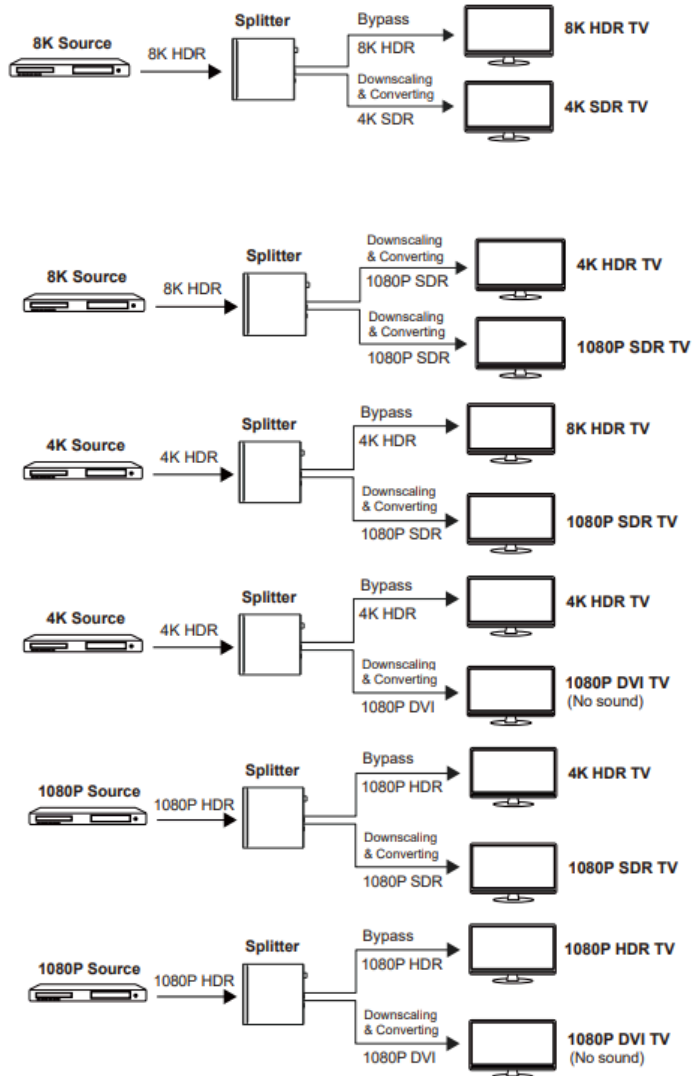 8K Source
8K HDR
Splitter
Bypass
8K HDR
8K HDR TV
Downscaling
& Converting
4K SDR
4K SDR TV
8K Source
8K HDR
Splitter
Downscaling
& Converting
1080P SDR
4K HDR TV
Downscaling
& Converting
1080P SDR
1080P SDR TV
4K Source
4K HDR
Splitter
Bypass
4K HDR
8K HDR TV
Downscaling
& Converting
1080P SDR
1080P SDR TV
4K Source
4K HDR
Splitter
Bypass
4K HDR
4K HDR TV
Downscaling
& Converting
1080P DVI
1080P DVI TV
(No sound)
1080P Source
1080P HDR
Splitter
Bypass
1080P HDR
4K HDR TV
Downscaling
& Converting
1080P SDR
1080P SDR TV
1080P Source
1080P HDR
Splitter
Bypass
1080P HDR
1080P HDR TV
Downscaling
& Converting
1080P DVI
1080P DVI TV
(No sound)